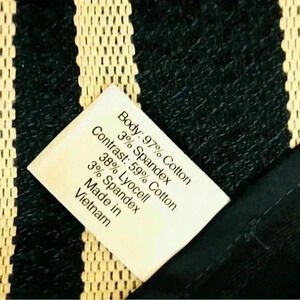 Body: 97% Cotton
3% Spandex
Contrast: 59% Cotton
38% Lyocell
3% Spandex
Made in
Vietnam